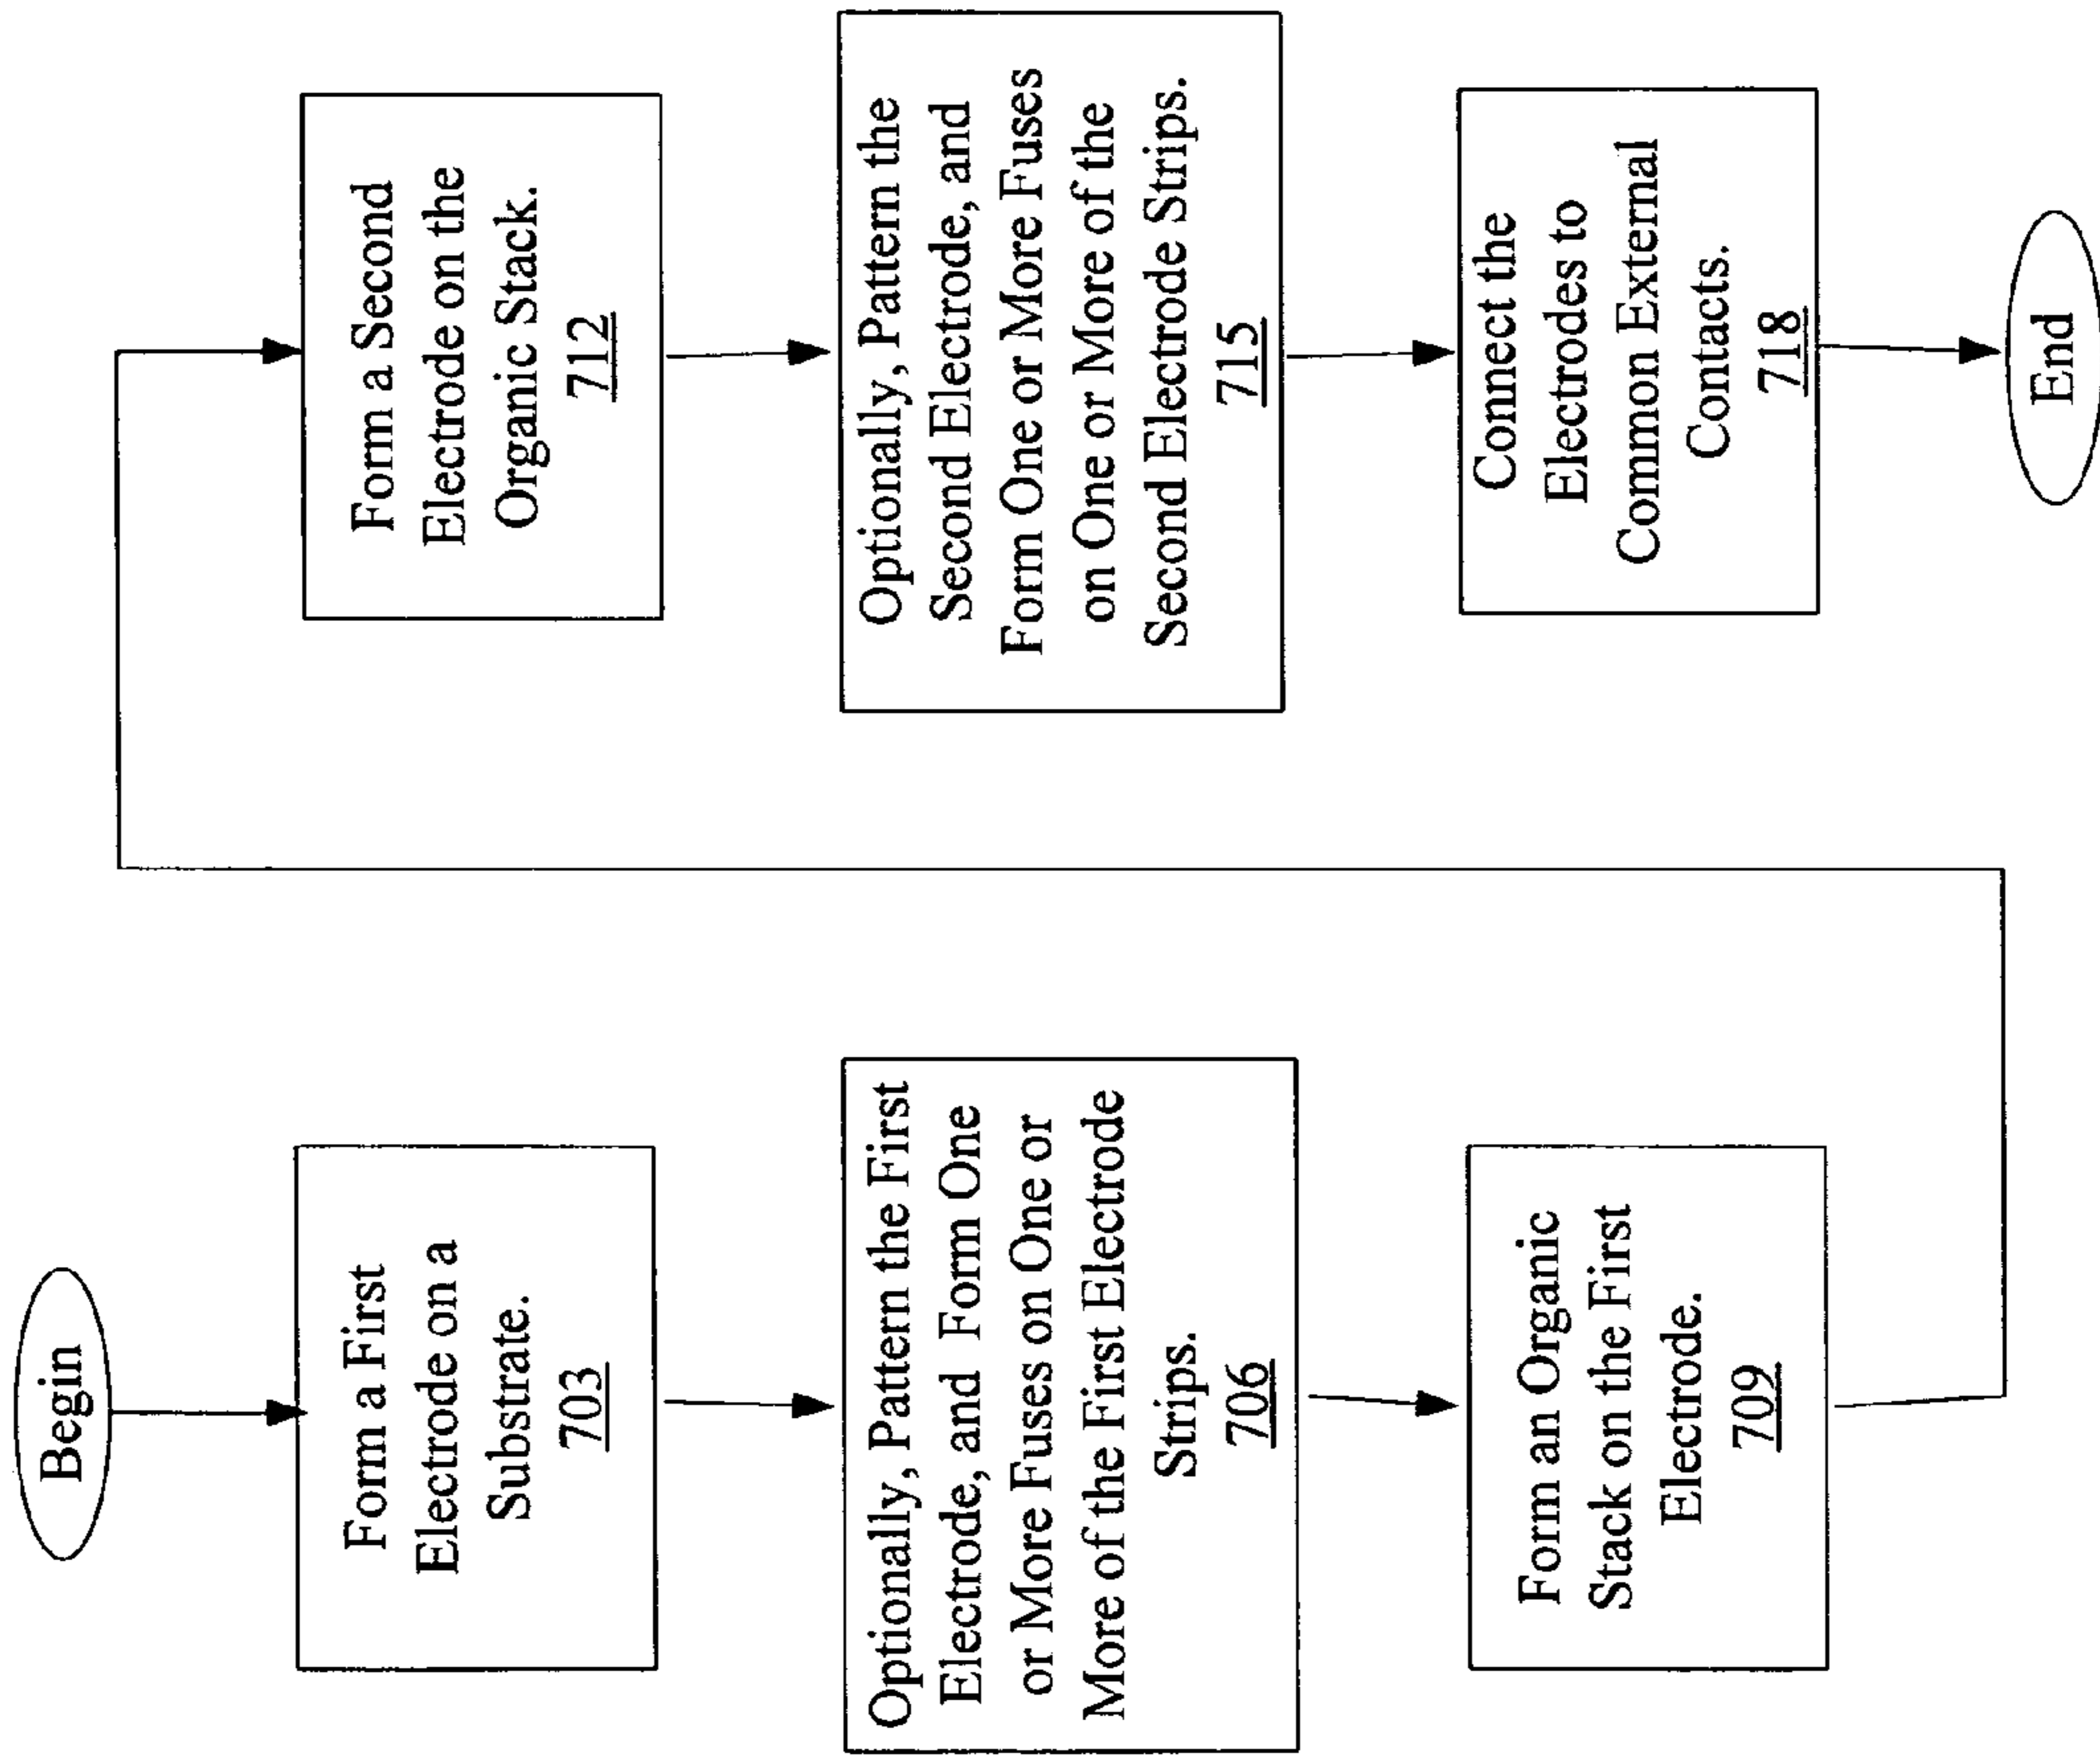 Begin
Form a First
Electrode on a
Substrate.
703
Optionally, Pattern the First
Electrode, and Form One
or More Fuses on One or
More of the First Electrode
Strips.
706
Form an Organic
Stack on the First
Electrode.
709
Form a Second
Electrode on the
Organic Stack.
712
Optionally, Pattern the
Second Electrode, and
Form One or More Fuses
on One or More of the
Second Electrode Strips.
715
Connect the
Electrodes to
Common External
Contacts.
718
End